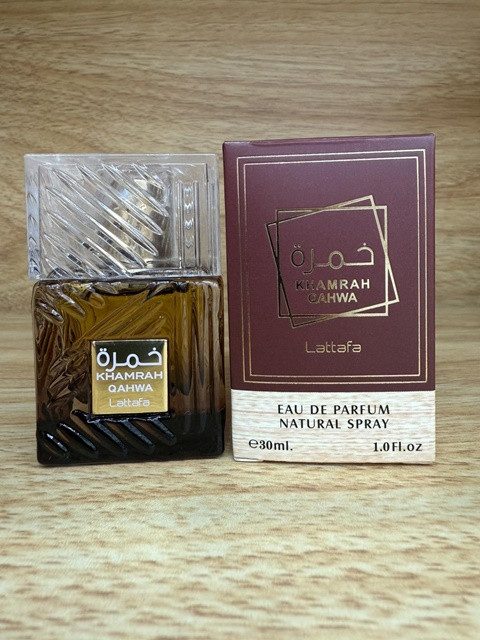 خمرة
KHAMRAH
QAHWA
Lattafa
خمرة
KHAMRAH
QAHWA
Lattafa
EAU DE PARFUM
NATURAL SPRAY
℮30ml. 1.0Fl.oz